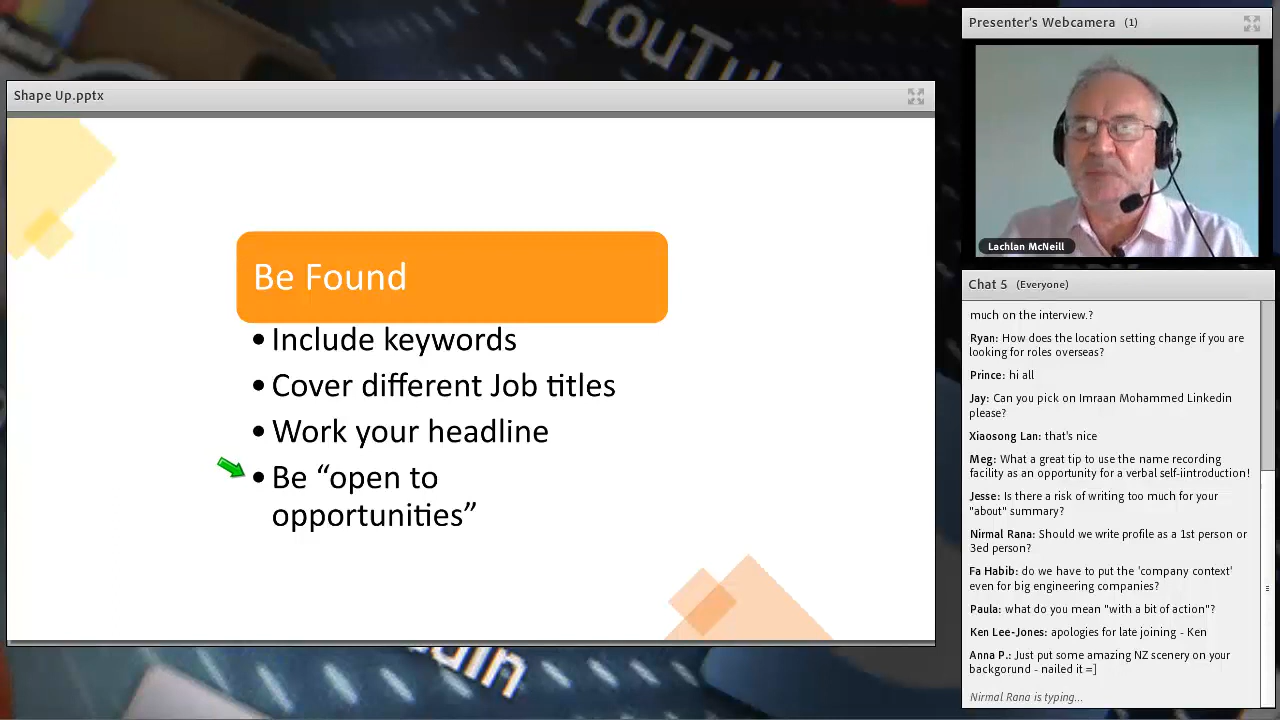 YouTu
Shape Up.pptx
Be Found
• Include keywords
• Cover different Job titles
• Work your headline
• Be “open to
opportunities”
Presenter's Webcamera (1)
Lachlan McNeill
Chat 5 (Everyone)
much on the interview.?
Ryan: How does the location setting change if you are
looking for roles overseas?
Prince: hi all
Jay: Can you pick on Imraan Mohammed Linkedin
please?
Xiaosong Lan: that's nice
Meg: What a great tip to use the name recording
facility as an opportunity for a verbal self-iintroduction!
Jesse: Is there a risk of writing too much for your
"about" summary?
Nirmal Rana: Should we write profile as a 1st person or
3ed person?
Fa Habib: do we have to put the 'company context'
even for big engineering companies?
Paula: what do you mean "with a bit of action"?
Ken Lee-Jones: apologies for late joining - Ken
Anna P.: Just put some amazing NZ scenery on your
backgorund - nailed it =]
Nirmal Rana is typing...